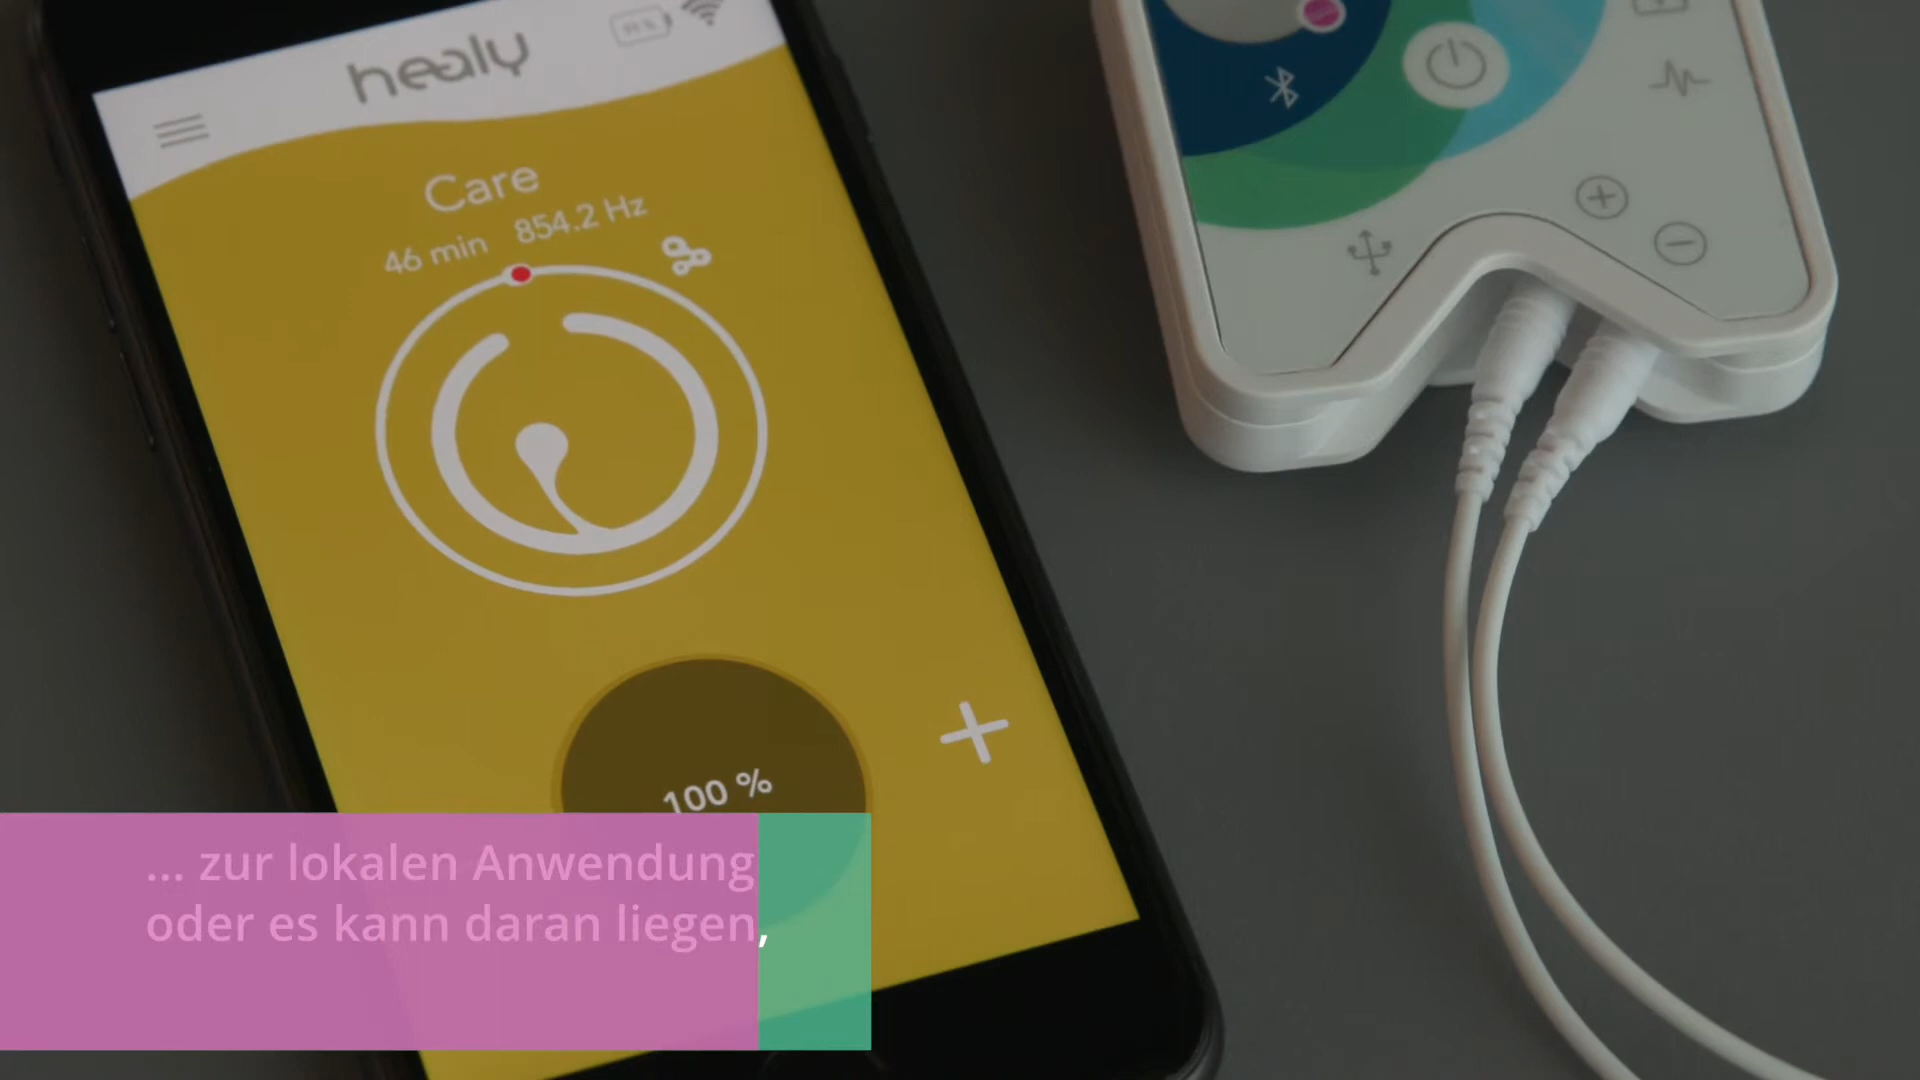 healy
Care
46 min 854.2 Hz
100 %
... zur lokalen Anwendung
oder es kann daran liegen,